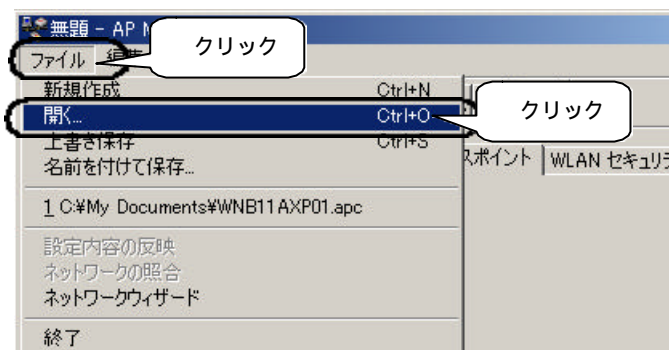 無題 - AP
クリック
ファイル
新規作成 Ctrl+N
開く... Ctrl+O
クリック
上書き保存 Ctrl+S
名前を付けて保存...
スポイント WLAN セキュリ
1 C:¥My Documents¥WNB11AXP01.apc
設定内容の反映
ネットワークの照合
ネットワークウィザード
終了